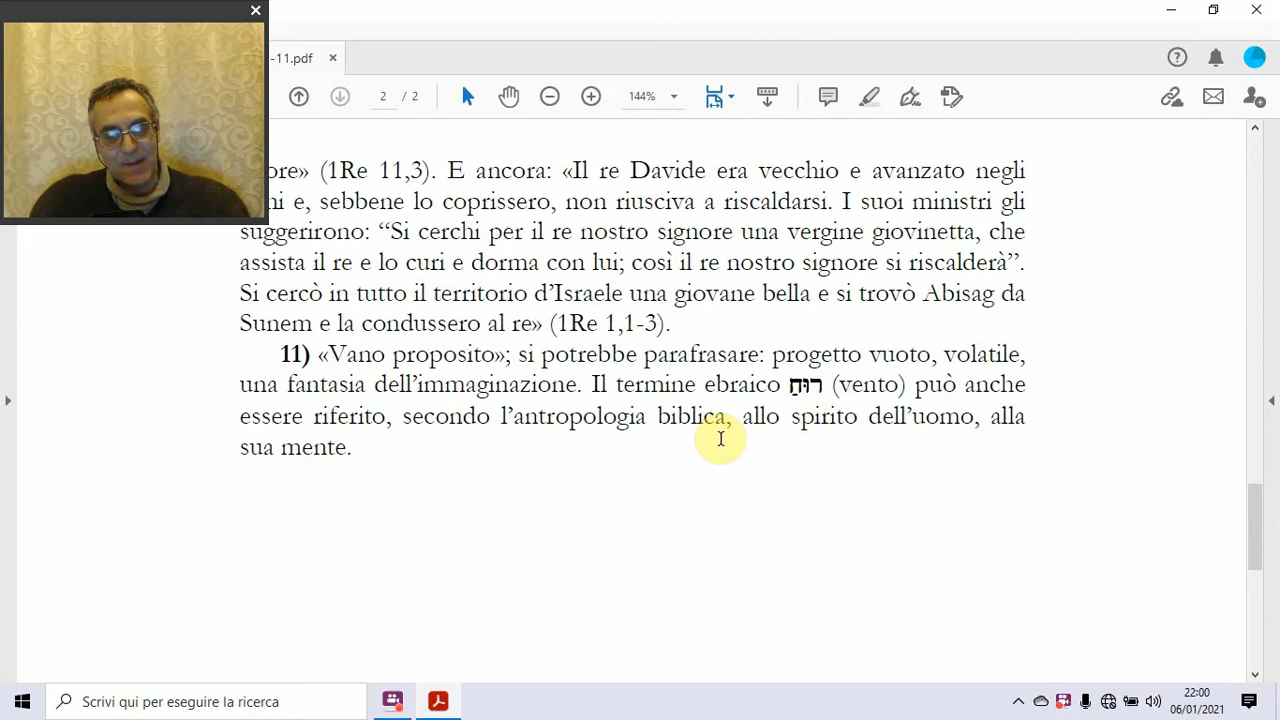 -11.pdf
2 / 2
144%
ore» (1Re 11,3). E ancora: «Il re Davide era vecchio e avanzato negli
ni e, sebbene lo coprissero, non riusciva a riscaldarsi. I suoi ministri gli
suggerirono: “Si cerchi per il re nostro signore una vergine giovinetta, che
assista il re e lo curi e dorma con lui; così il re nostro signore si riscalderà”.
Si cercò in tutto il territorio d’Israele una giovane bella e si trovò Abisag da
Sunem e la condussero al re» (1Re 1,1-3).
11) «Vano proposito»; si potrebbe parafrasare: progetto vuoto, volatile,
una fantasia dell’immaginazione. Il termine ebraico רוּחַ (vento) può anche
essere riferito, secondo l’antropologia biblica, allo spirito dell’uomo, alla
sua mente.
Scrivi qui per eseguire la ricerca
22:00
06/01/2021